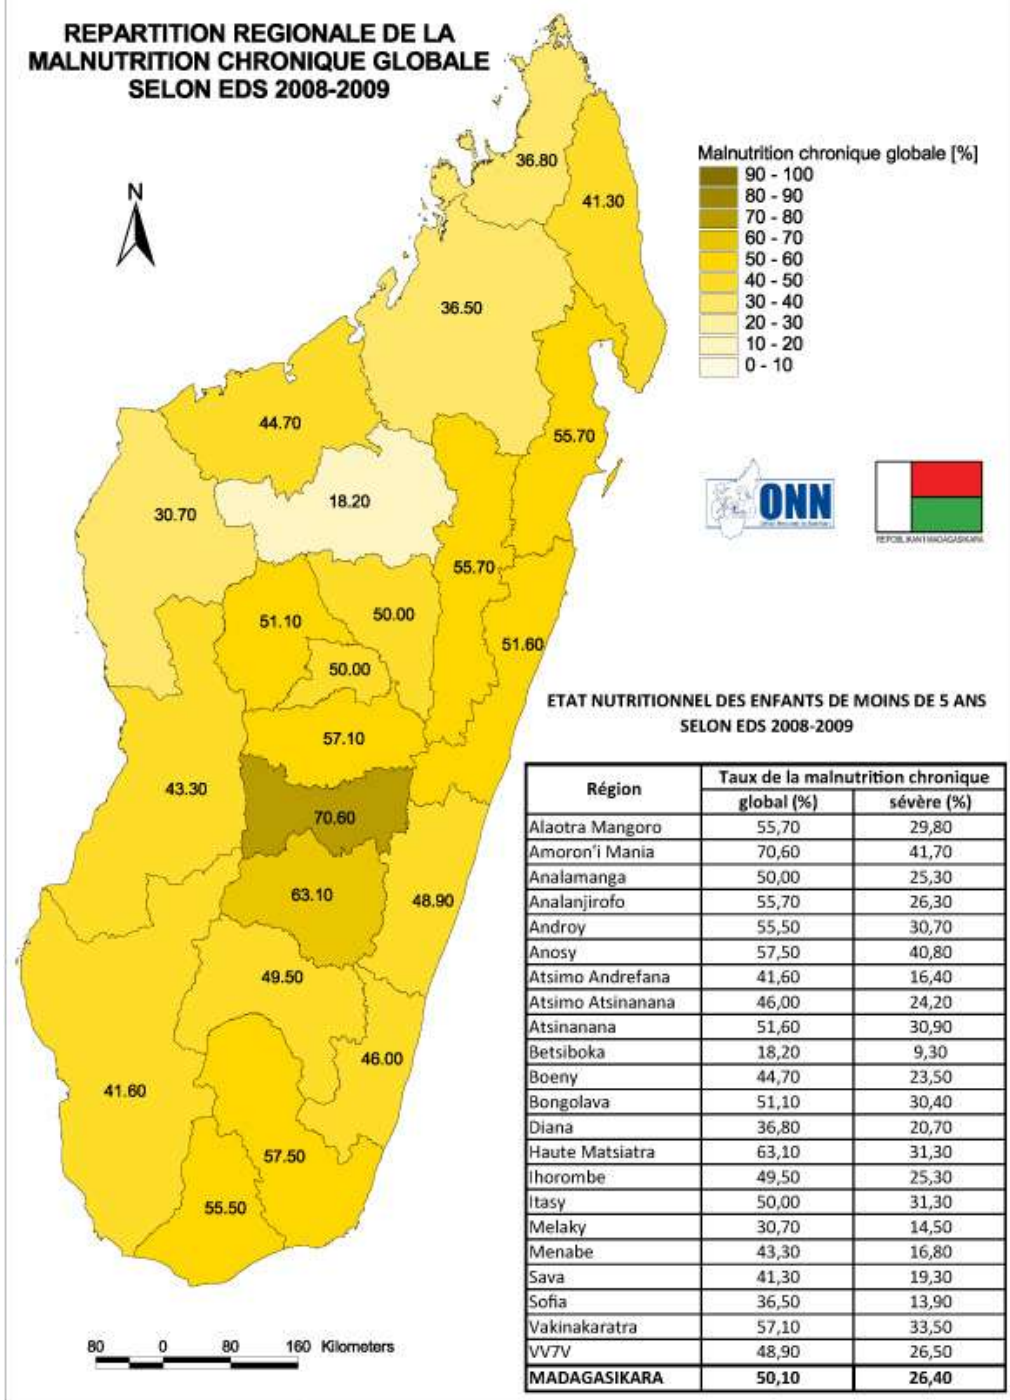 REPARTITION REGIONALE DE LA
MALNUTRITION CHRONIQUE GLOBALE
SELON EDS 2008-2009
N
Malnutrition chronique globale [%]
90 - 100
80 - 90
70 - 80
60 - 70
50 - 60
40 - 50
30 - 40
20 - 30
10 - 20
0 - 10
36.80
41.30
36.50
44.70
55.70
18.20
30.70
55.70
51.10
50.00
51.60
50.00
57.10
43.30
70.60
63.10
48.90
49.50
46.00
41.60
57.50
55.50
ONN
REPOBLIKAN'I MADAGASIKARA
ETAT NUTRITIONNEL DES ENFANTS DE MOINS DE 5 ANS
SELON EDS 2008-2009
Région Taux de la malnutrition chronique
global (%) sévère (%)
Alaotra Mangoro 55,70 29,80
Amoron'i Mania 70,60 41,70
Analamanga 50,00 25,30
Analanjirofo 55,70 26,30
Androy 55,50 30,70
Anosy 57,50 40,80
Atsimo Andrefana 41,60 16,40
Atsimo Atsinanana 46,00 24,20
Atsinanana 51,60 30,90
Betsiboka 18,20 9,30
Boeny 44,70 23,50
Bongolava 51,10 30,40
Diana 36,80 20,70
Haute Matsiatra 63,10 31,30
Ihorombe 49,50 25,30
Itasy 50,00 31,30
Melaky 30,70 14,50
Menabe 43,30 16,80
Sava 41,30 19,30
Sofia 36,50 13,90
Vakinakaratra 57,10 33,50
VV7V 48,90 26,50
MADAGASIKARA 50,10 26,40
80 0 80 160 Kilometers